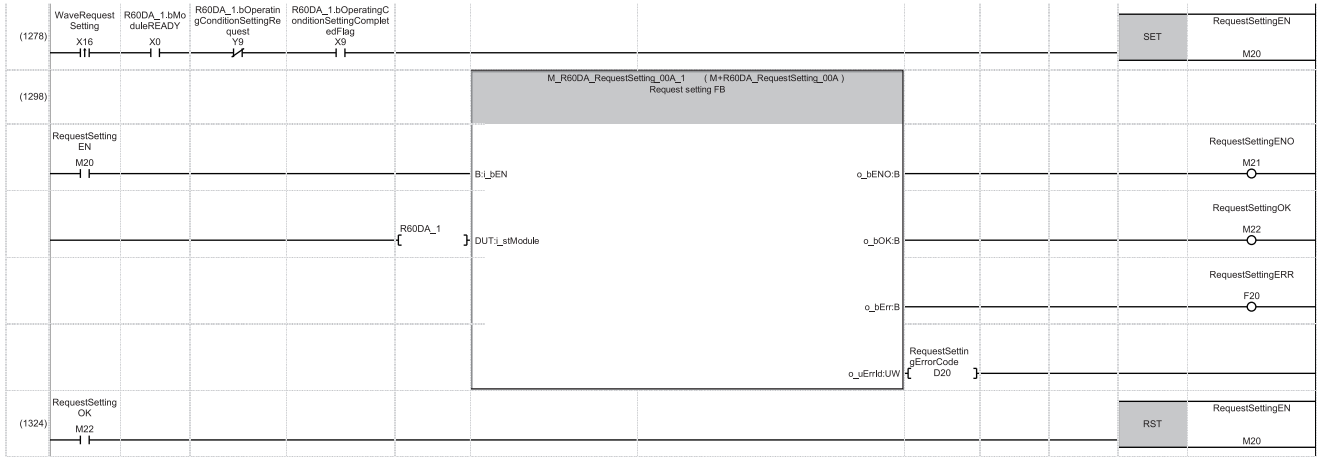 WaveRequest
Setting
X16
R60DA_1.bMo
duleREADY
X0
R60DA_1.bOperatin
gConditionSettingRe
quest
Y9
R60DA_1.bOperatingC
onditionSettingComplet
edFlag
X9
(1278)
SET
RequestSettingEN
M20
(1298)
M_R60DA_RequestSetting_00A_1 ( M+R60DA_RequestSetting_00A )
Request setting FB
RequestSetting
EN
M20
B:i_bEN
o_bENO:B
RequestSettingENO
M21
R60DA_1
DUT:i_stModule
o_bOK:B
RequestSettingOK
M22
o_bErr:B
RequestSettingERR
F20
o_uErrId:UW
RequestSettin
gErrorCode
D20
(1324)
RequestSetting
OK
M22
RST
RequestSettingEN
M20